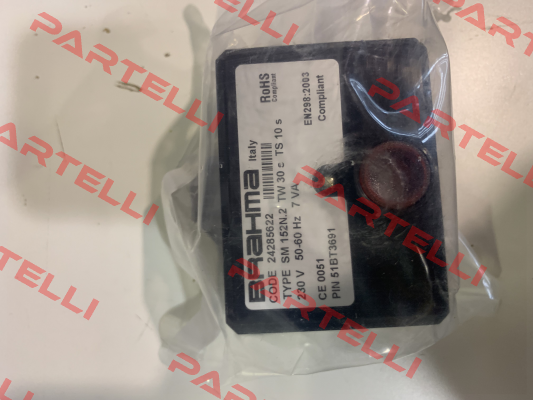 BRAHMA Italy
CODE 24285622
TYPE SM 152N.2 TW 30 s TS 10 s
230 V 50-60 Hz 7 VA
CE 0051
PIN 51BT3691
EN298:2003
Compliant
RoHS
Compliant
PARTELLI
PARTELLI
PARTELLI
PARTELLI
PARTELLI
PARTELLI
PARTELLI